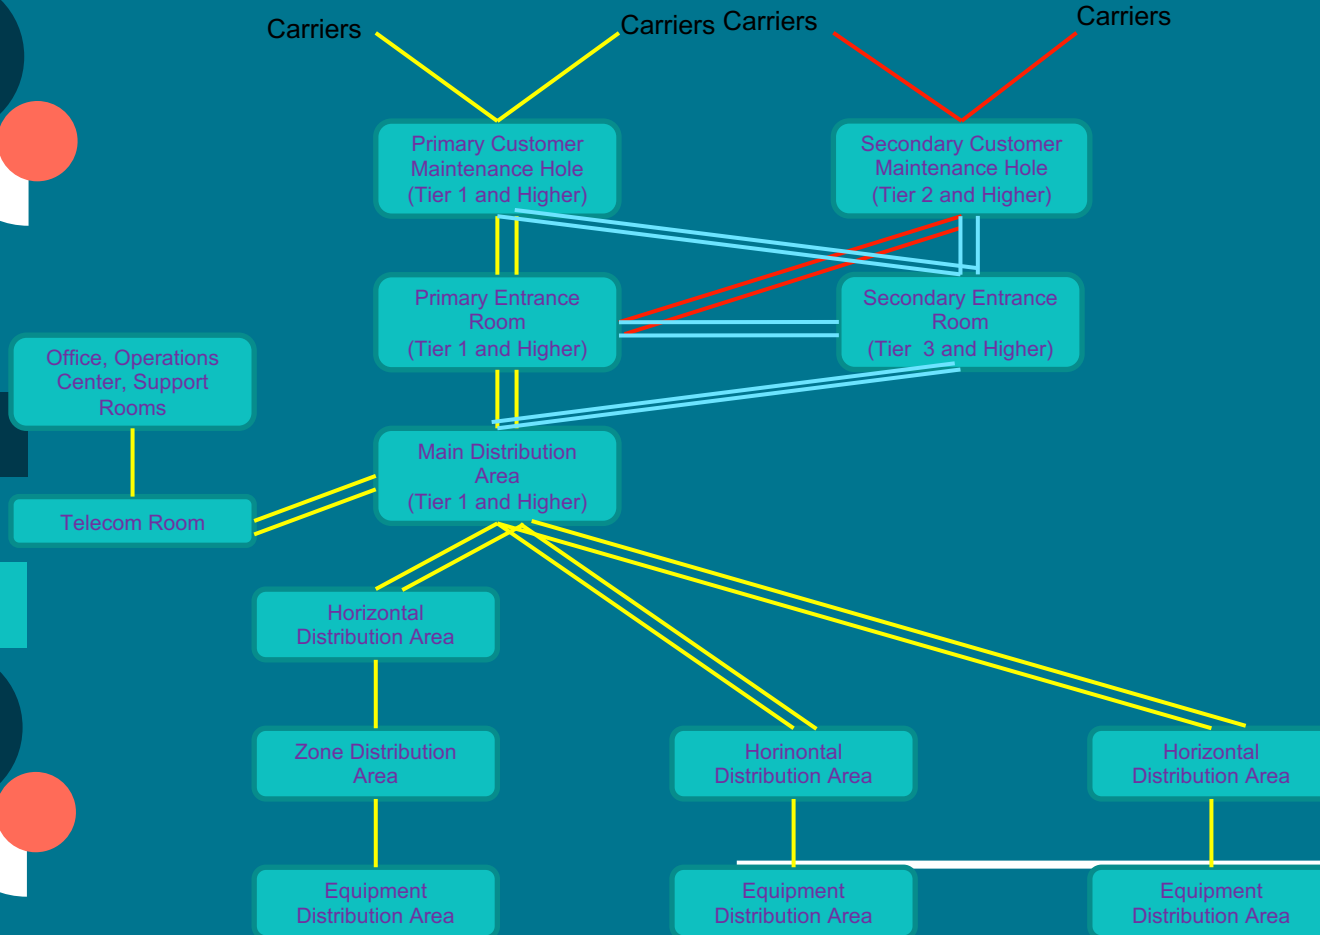 Carriers
Carriers
Carriers
Carriers
Primary Customer
Maintenance Hole
(Tier 1 and Higher)
Secondary Customer
Maintenance Hole
(Tier 2 and Higher)
Primary Entrance
Room
(Tier 1 and Higher)
Secondary Entrance
Room
(Tier 3 and Higher)
Office, Operations
Center, Support
Rooms
Main Distribution
Area
(Tier 1 and Higher)
Telecom Room
Horizontal
Distribution Area
Zone Distribution
Area
Horinontal
Distribution Area
Horizontal
Distribution Area
Equipment
Distribution Area
Equipment
Distribution Area
Equipment
Distribution Area